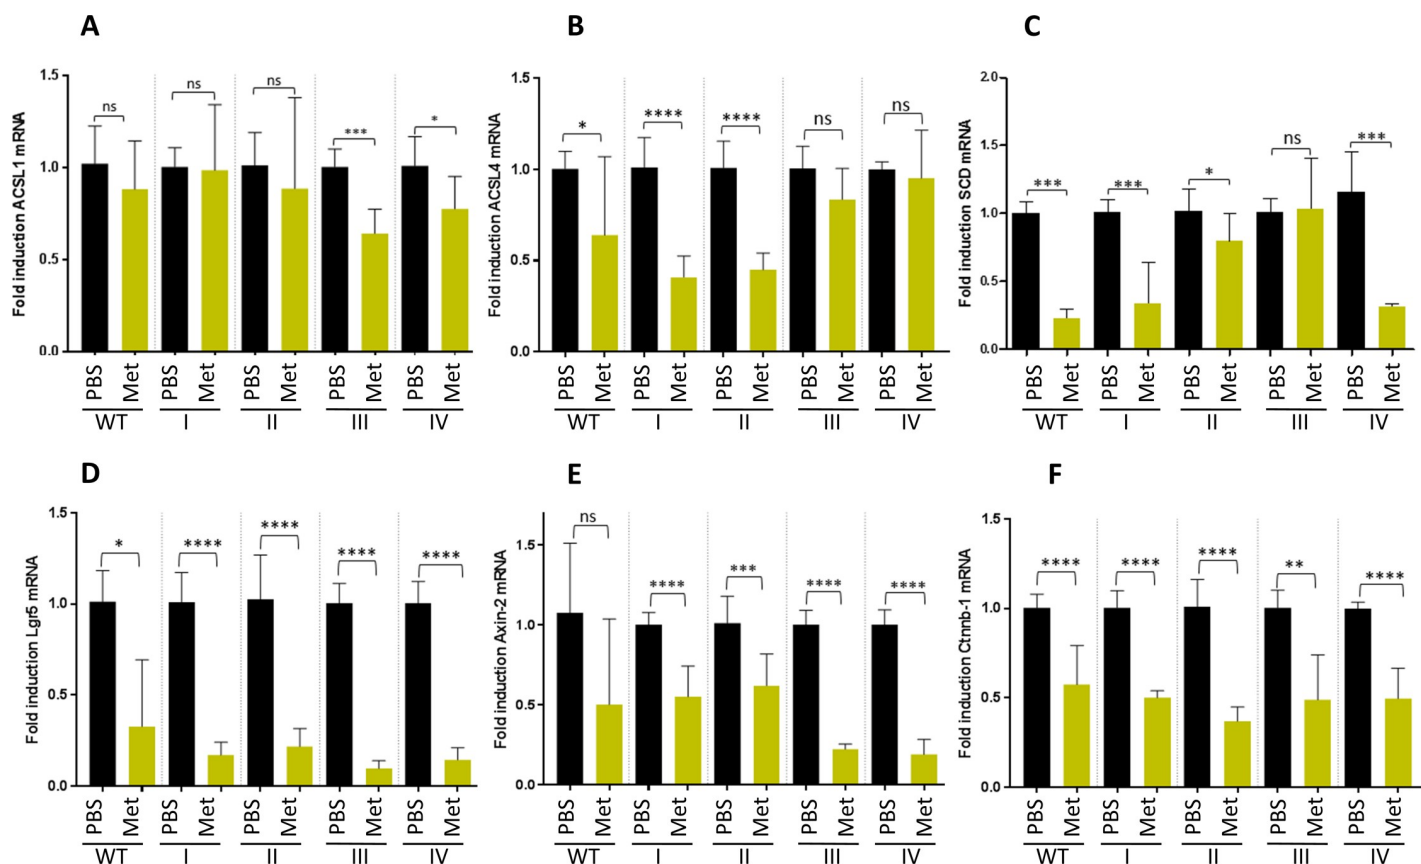 A
Fold induction ACSL1 mRNA
1.5
1.0
0.5
0.0
ns
ns
ns
***
*
PBS Met PBS Met PBS Met PBS Met PBS Met
WT I II III IV
B
Fold induction ACSL4 mRNA
1.5
1.0
0.5
0.0
*
****
****
ns
ns
PBS Met PBS Met PBS Met PBS Met PBS Met
WT I II III IV
C
Fold induction SCD mRNA
2.0
1.5
1.0
0.5
0.0
***
***
*
ns
***
PBS Met PBS Met PBS Met PBS Met PBS Met
WT I II III IV
D
Fold induction Lgr5 mRNA
1.5
1.0
0.5
0.0
*
****
****
****
****
PBS Met PBS Met PBS Met PBS Met PBS Met
WT I II III IV
E
Fold induction Axin-2 mRNA
1.5
1.0
0.5
0.0
ns
****
***
****
****
PBS Met PBS Met PBS Met PBS Met PBS Met
WT I II III IV
F
Fold induction Ctnnb-1 mRNA
1.5
1.0
0.5
0.0
****
****
****
**
****
PBS Met PBS Met PBS Met PBS Met PBS Met
WT I II III IV